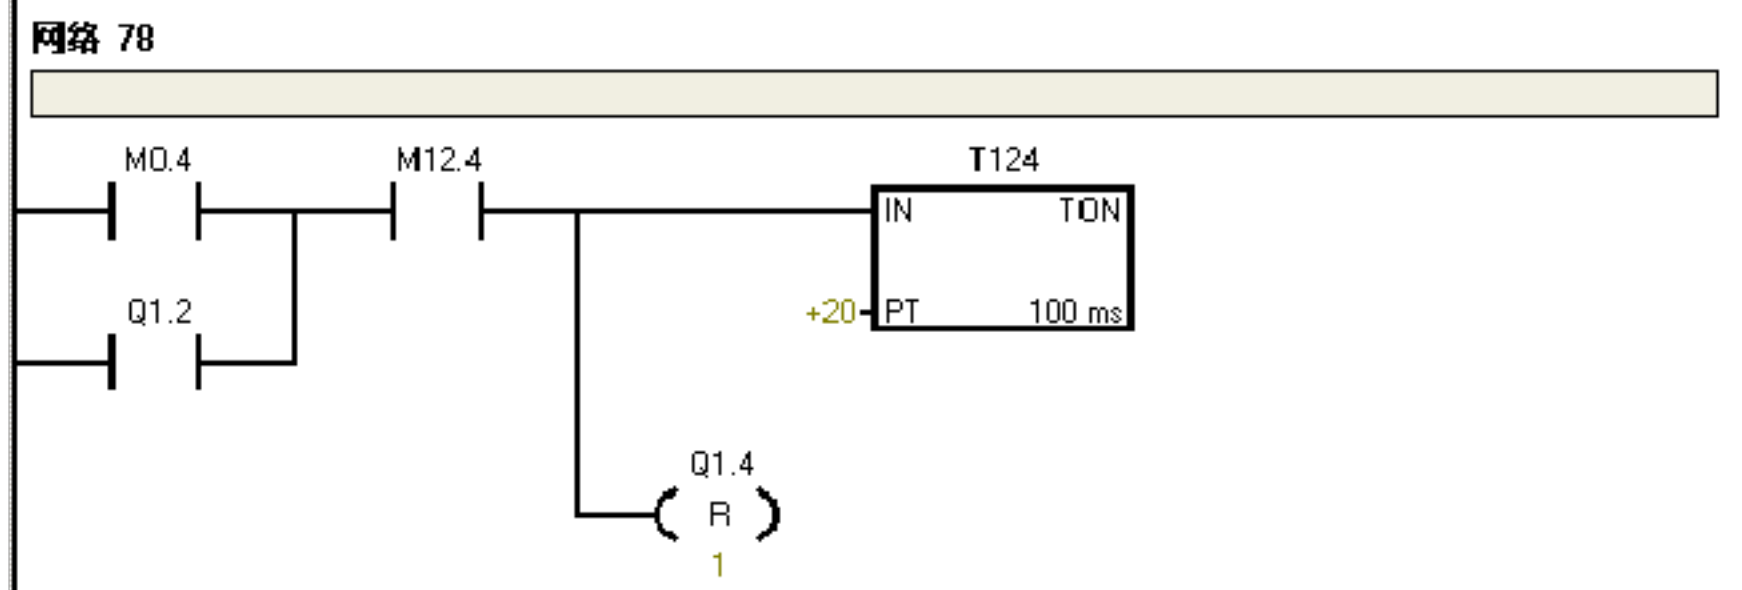 网络 78
M0.4 M12.4 T124
IN TON
Q1.2 +20 PT 100 ms
Q1.4
R
1